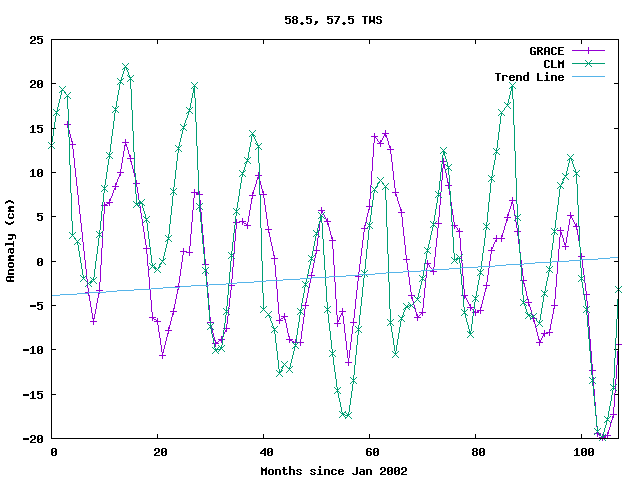 58.5, 57.5 TWS
GRACE
CLM
Trend Line
25
20
15
10
5
0
-5
-10
-15
-20
Anomaly (cm)
0 20 40 60 80 100
Months since Jan 2002